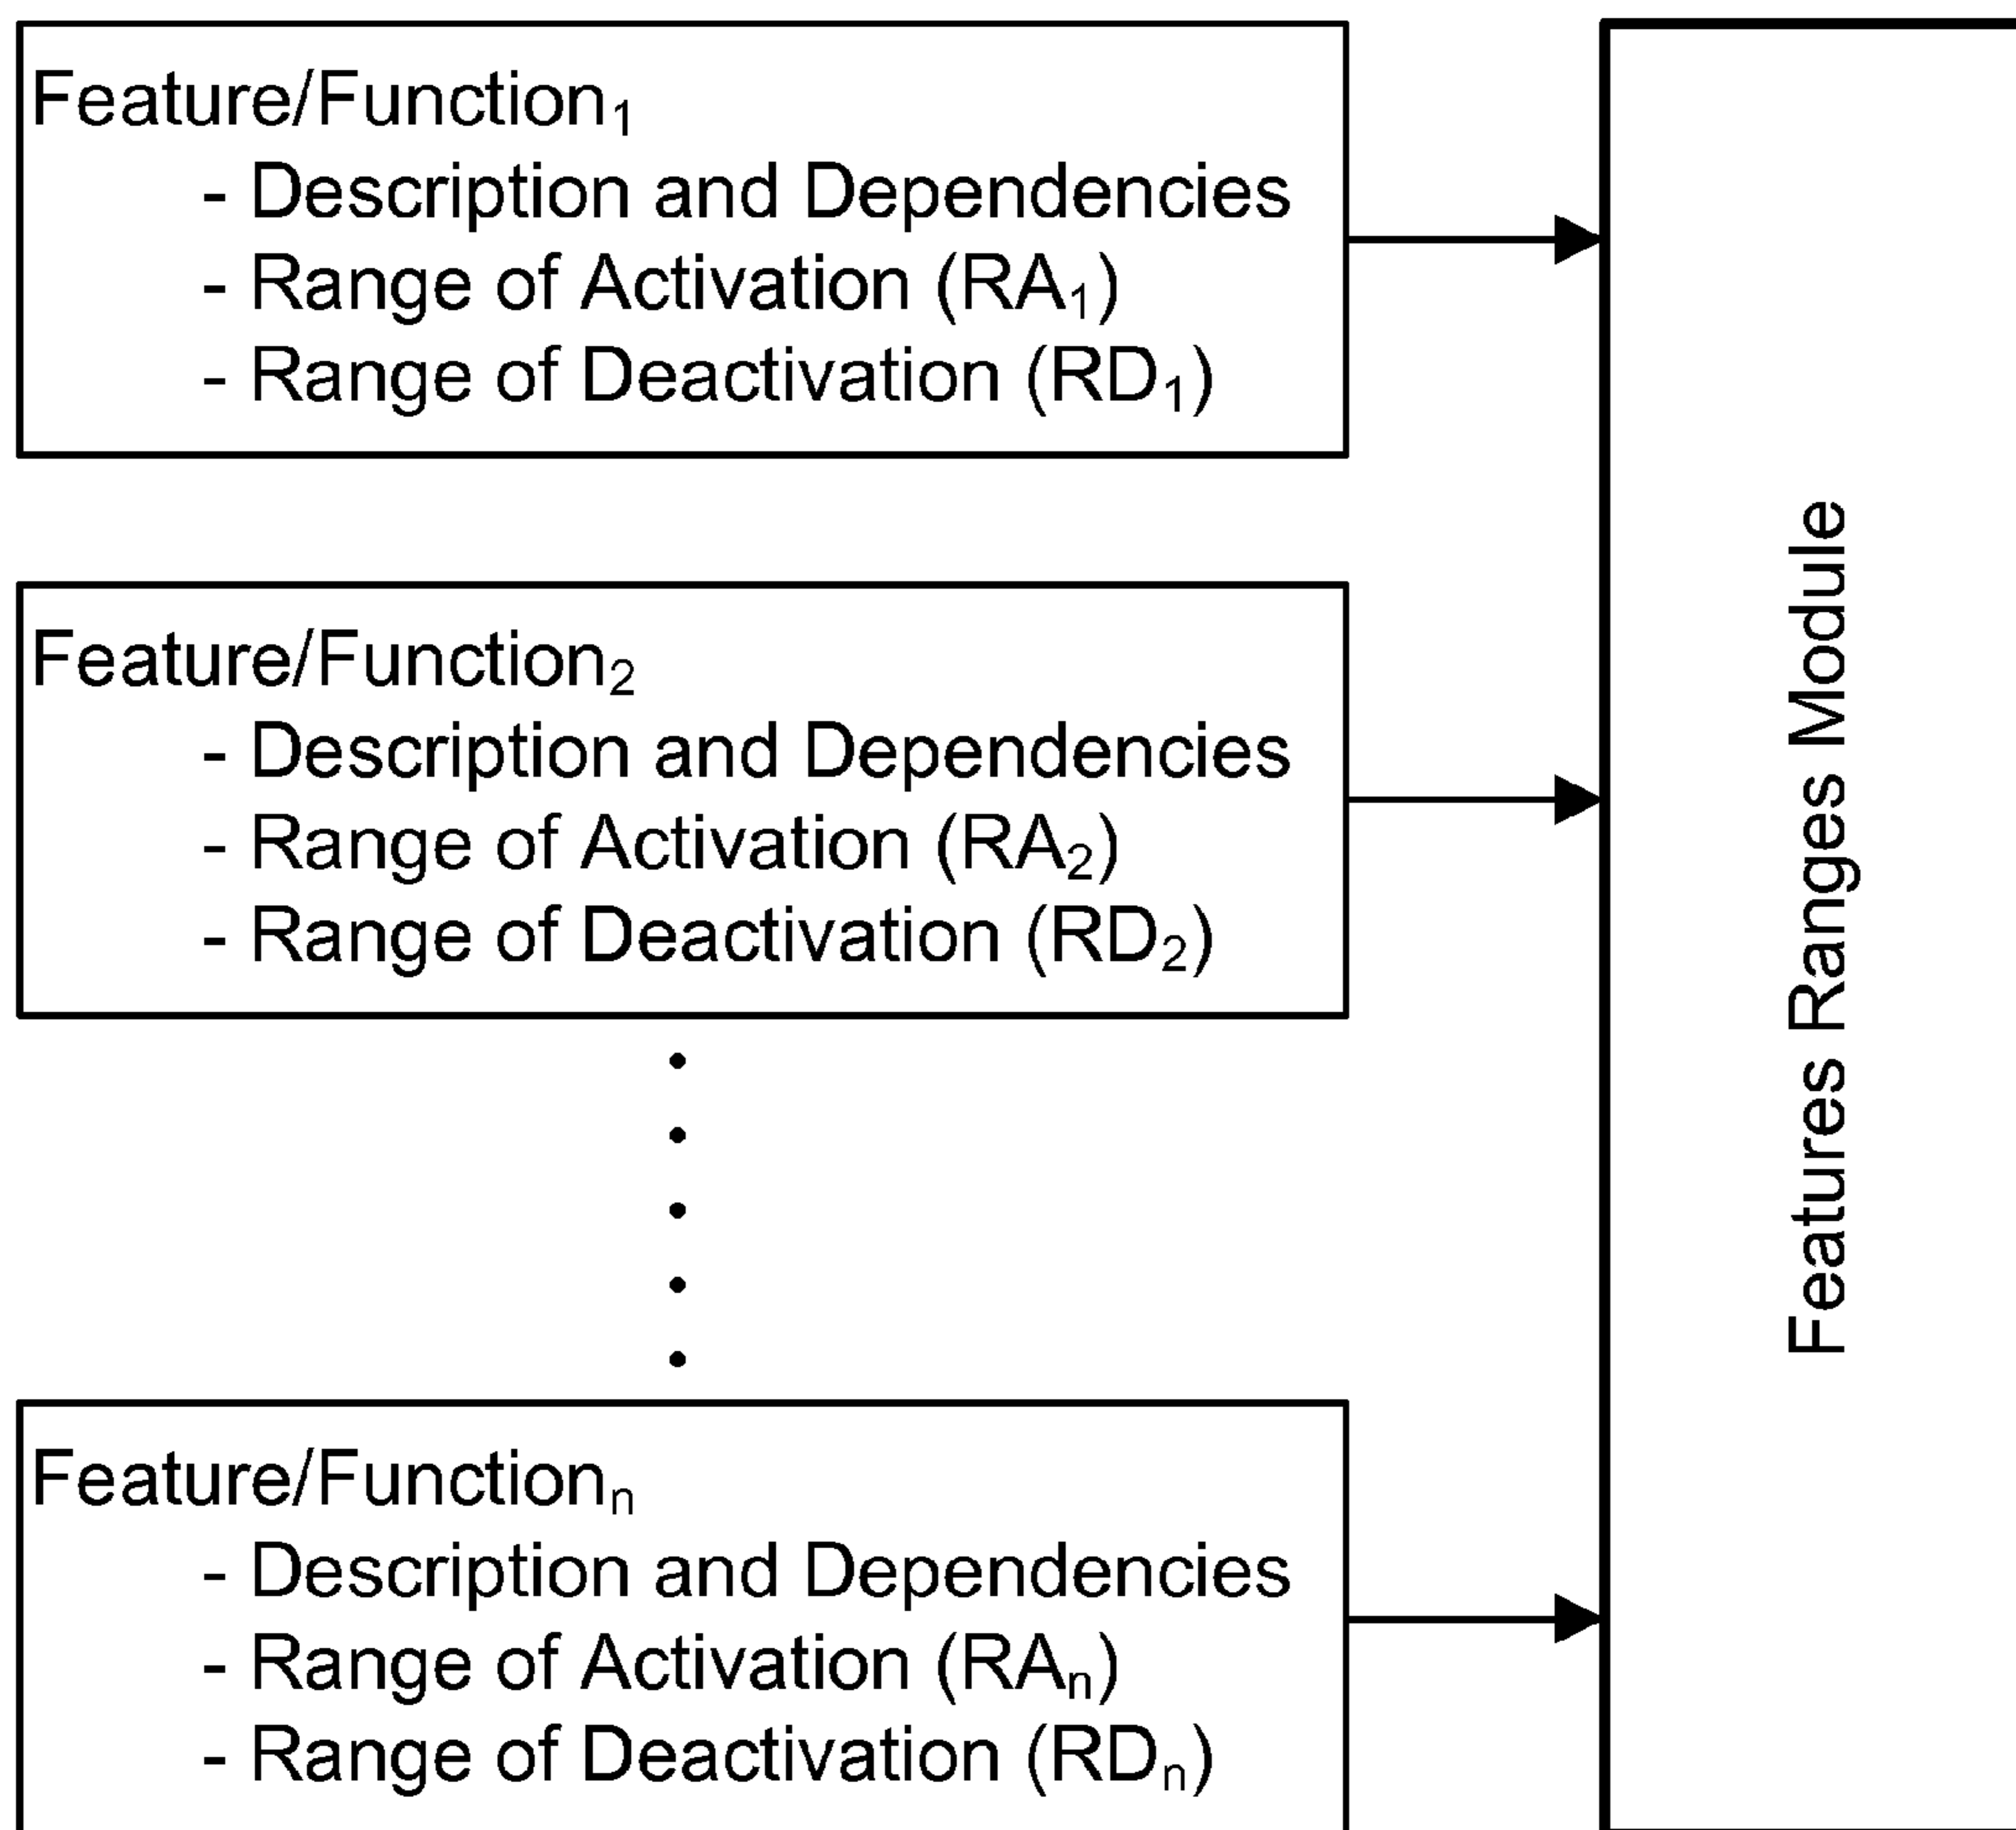 Feature/Function₁
- Description and Dependencies
- Range of Activation (RA₁)
- Range of Deactivation (RD₁)
Feature/Function₂
- Description and Dependencies
- Range of Activation (RA₂)
- Range of Deactivation (RD₂)
Feature/Functionₙ
- Description and Dependencies
- Range of Activation (RAₙ)
- Range of Deactivation (RDₙ)
Features Ranges Module